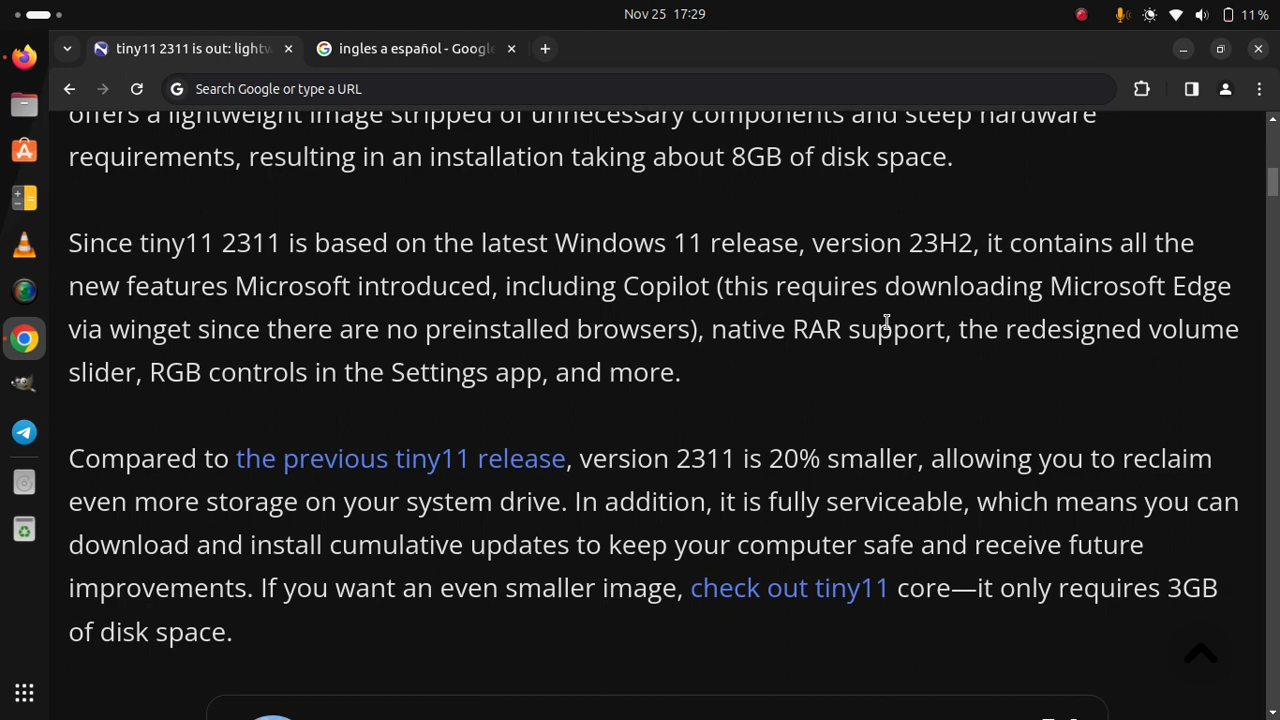 Nov 25 17:29
11 %
tiny11 2311 is out: lightw
ingles a español - Google
Search Google or type a URL
offers a lightweight image stripped of unnecessary components and steep hardware
requirements, resulting in an installation taking about 8GB of disk space.
Since tiny11 2311 is based on the latest Windows 11 release, version 23H2, it contains all the
new features Microsoft introduced, including Copilot (this requires downloading Microsoft Edge
via winget since there are no preinstalled browsers), native RAR support, the redesigned volume
slider, RGB controls in the Settings app, and more.
Compared to the previous tiny11 release, version 2311 is 20% smaller, allowing you to reclaim
even more storage on your system drive. In addition, it is fully serviceable, which means you can
download and install cumulative updates to keep your computer safe and receive future
improvements. If you want an even smaller image, check out tiny11 core—it only requires 3GB
of disk space.